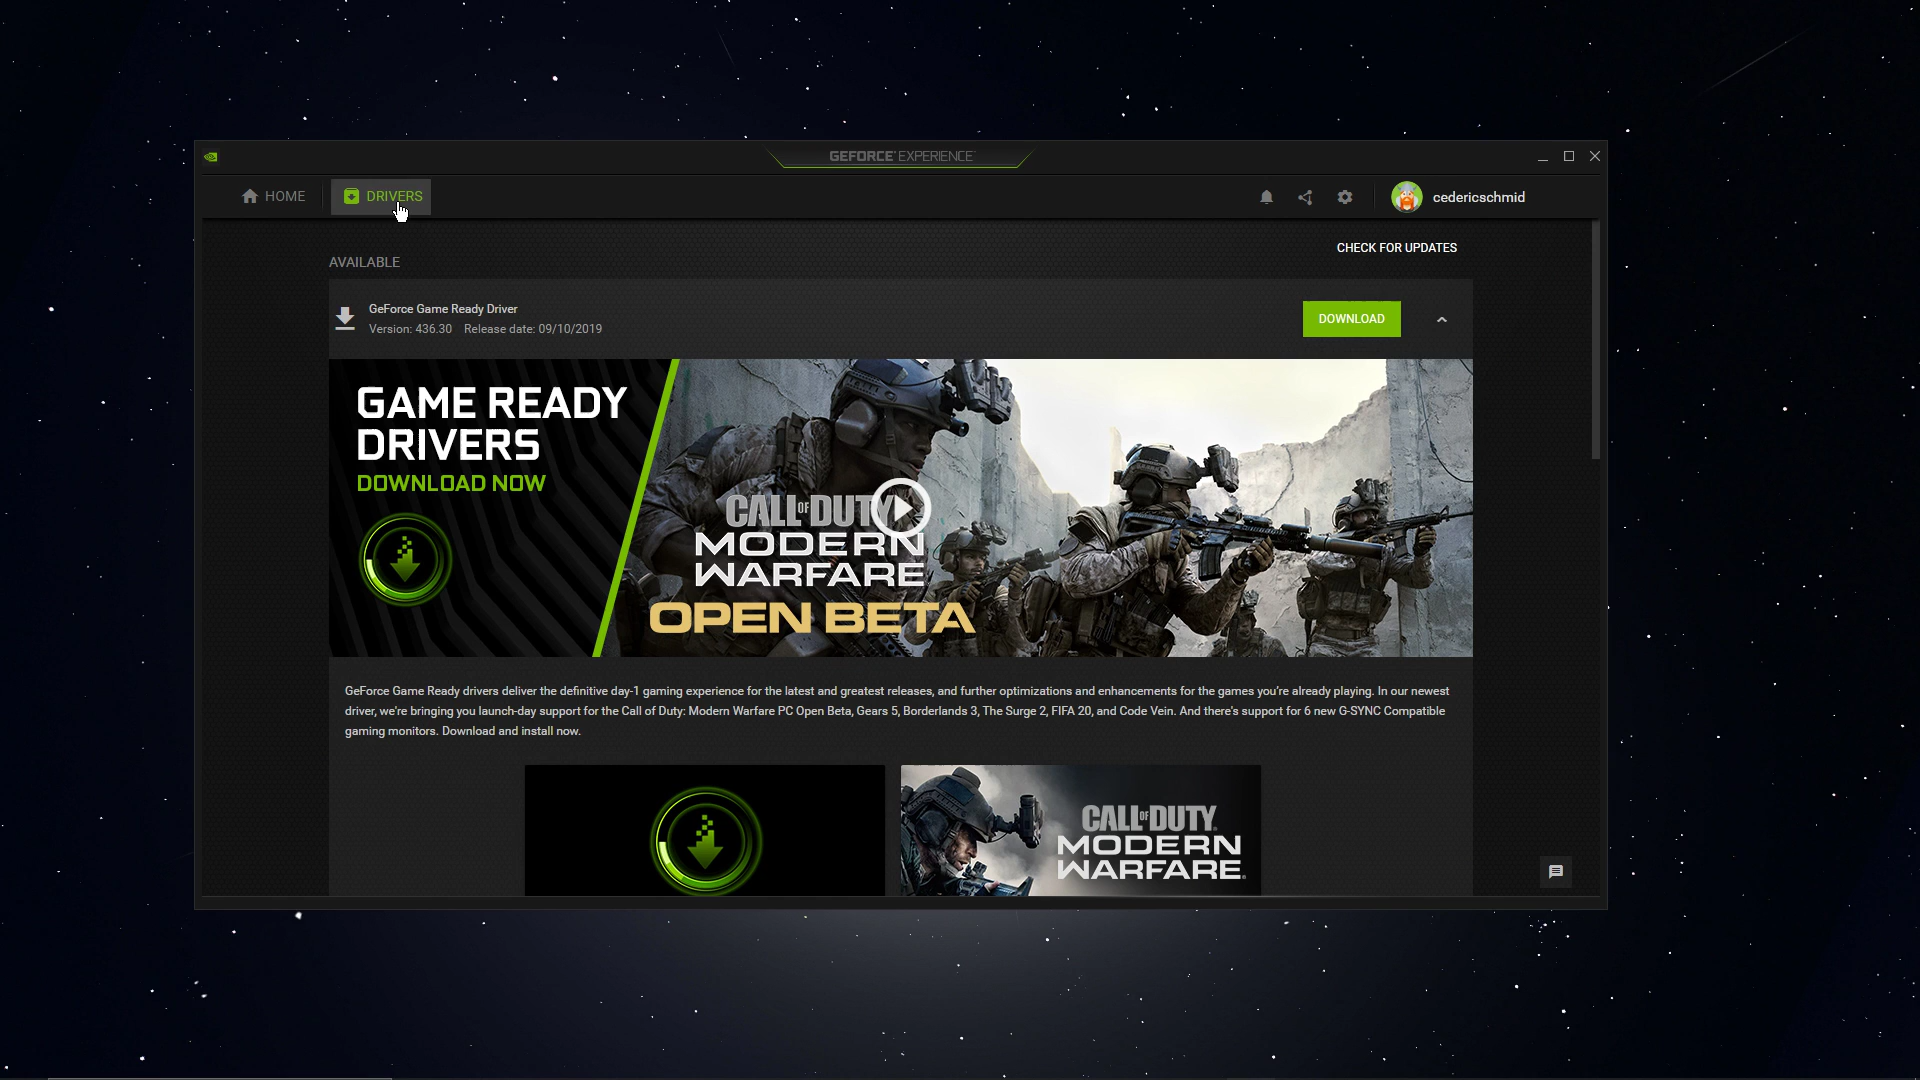 GEFORCE EXPERIENCE
HOME
DRIVERS
cedericschmid
CHECK FOR UPDATES
AVAILABLE
GeForce Game Ready Driver
Version: 436.30 Release date: 09/10/2019
DOWNLOAD
GAME READY
DRIVERS
DOWNLOAD NOW
CALL OF DUTY
MODERN
WARFARE
OPEN BETA
GeForce Game Ready drivers deliver the definitive day-1 gaming experience for the latest and greatest releases, and further optimizations and enhancements for the games you're already playing. In our newest
driver, we're bringing you launch-day support for the Call of Duty: Modern Warfare PC Open Beta, Gears 5, Borderlands 3, The Surge 2, FIFA 20, and Code Vein. And there's support for 6 new G-SYNC Compatible
gaming monitors. Download and install now.
CALL OF DUTY
MODERN
WARFARE